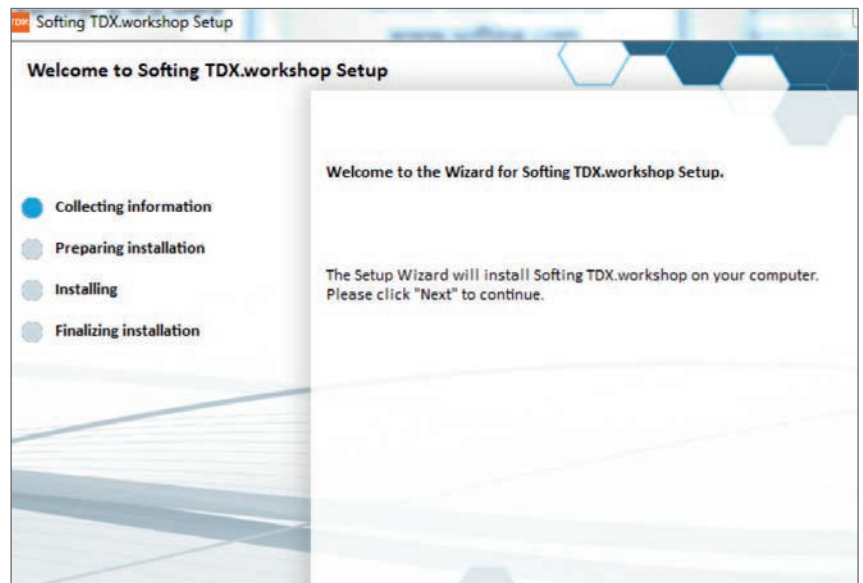 TDX Softing TDX.workshop Setup
Welcome to Softing TDX.workshop Setup
Collecting information
Preparing installation
Installing
Finalizing installation
Welcome to the Wizard for Softing TDX.workshop Setup.
The Setup Wizard will install Softing TDX.workshop on your computer.
Please click "Next" to continue.